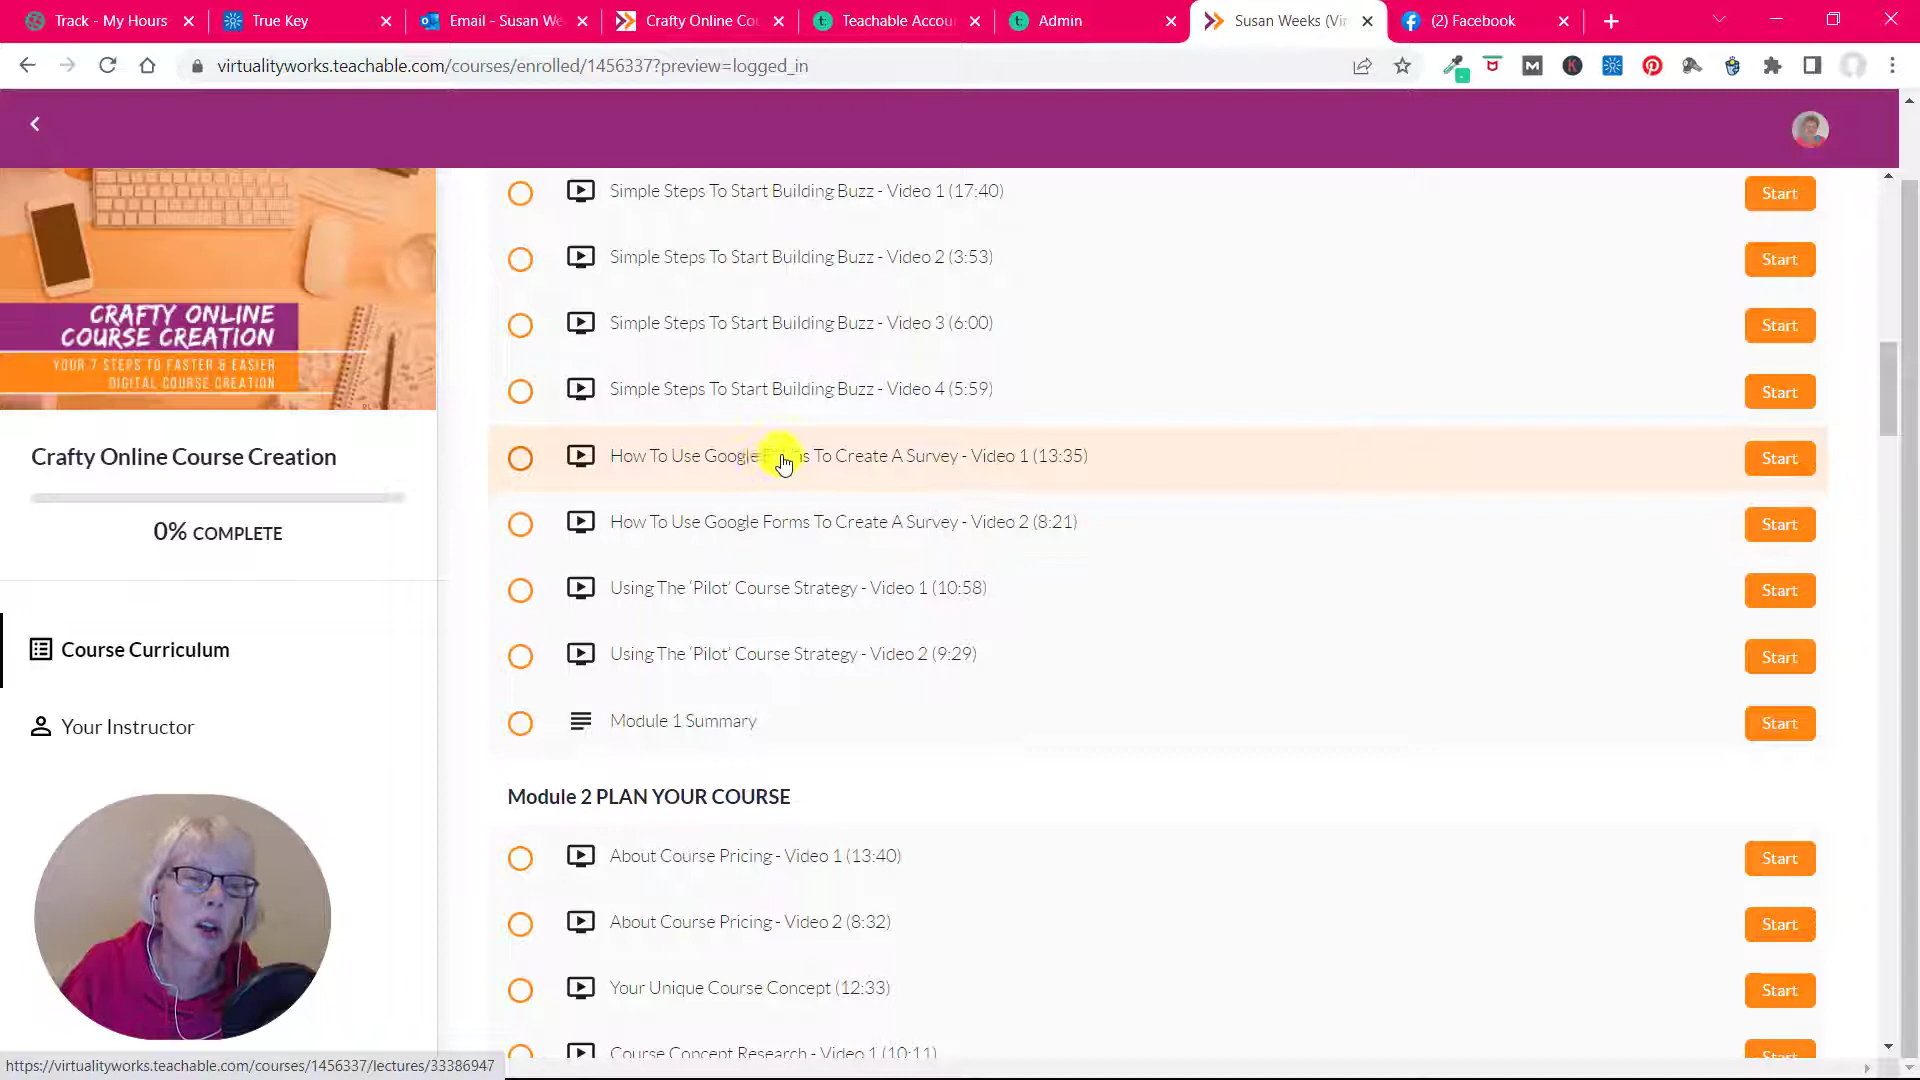 Track - My Hours
True Key
Email - Susan We
Crafty Online Cou
Teachable Accou
Admin
Susan Weeks (Vir
(2) Facebook
virtualityworks.teachable.com/courses/enrolled/1456337?preview=logged_in
CRAFTY ONLINE
COURSE CREATION
YOUR 7 STEPS TO FASTER & EASIER
DIGITAL COURSE CREATION
Crafty Online Course Creation
0% COMPLETE
Course Curriculum
Your Instructor
Simple Steps To Start Building Buzz - Video 1 (17:40)
Start
Simple Steps To Start Building Buzz - Video 2 (3:53)
Start
Simple Steps To Start Building Buzz - Video 3 (6:00)
Start
Simple Steps To Start Building Buzz - Video 4 (5:59)
Start
How To Use Google Forms To Create A Survey - Video 1 (13:35)
Start
How To Use Google Forms To Create A Survey - Video 2 (8:21)
Start
Using The ‘Pilot’ Course Strategy - Video 1 (10:58)
Start
Using The ‘Pilot’ Course Strategy - Video 2 (9:29)
Start
Module 1 Summary
Start
Module 2 PLAN YOUR COURSE
About Course Pricing - Video 1 (13:40)
Start
About Course Pricing - Video 2 (8:32)
Start
Your Unique Course Concept (12:33)
Start
Course Concept Research - Video 1 (10:11)
Start
https://virtualityworks.teachable.com/courses/1456337/lectures/33386947